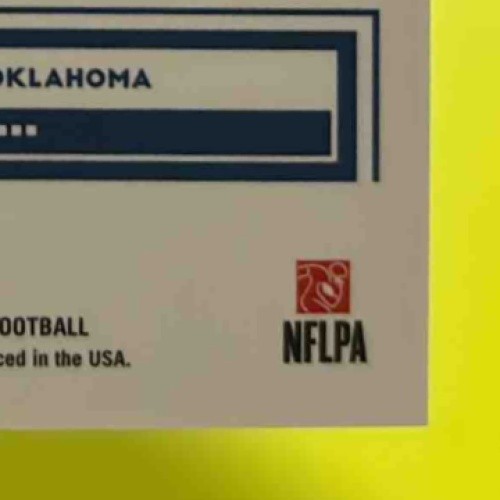 OKLAHOMA
OOTBALL
ced in the USA.
NFLPA